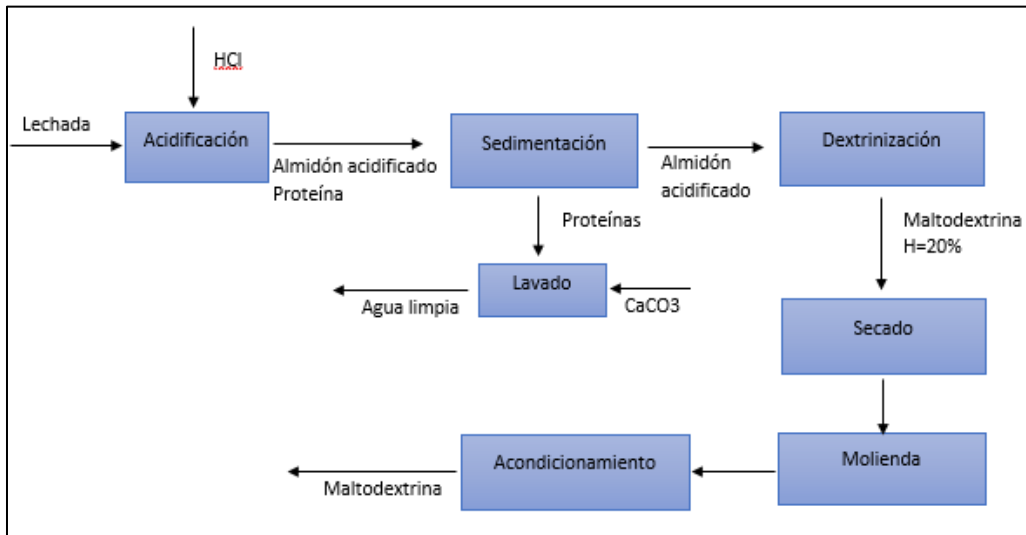 HCl
Lechada
Acidificación
Almidón acidificado
Proteína
Sedimentación
Almidón
acidificado
Dextrinización
Proteínas
Maltodextrina
H=20%
Lavado
Agua limpia
CaCO3
Secado
Molienda
Acondicionamiento
Maltodextrina